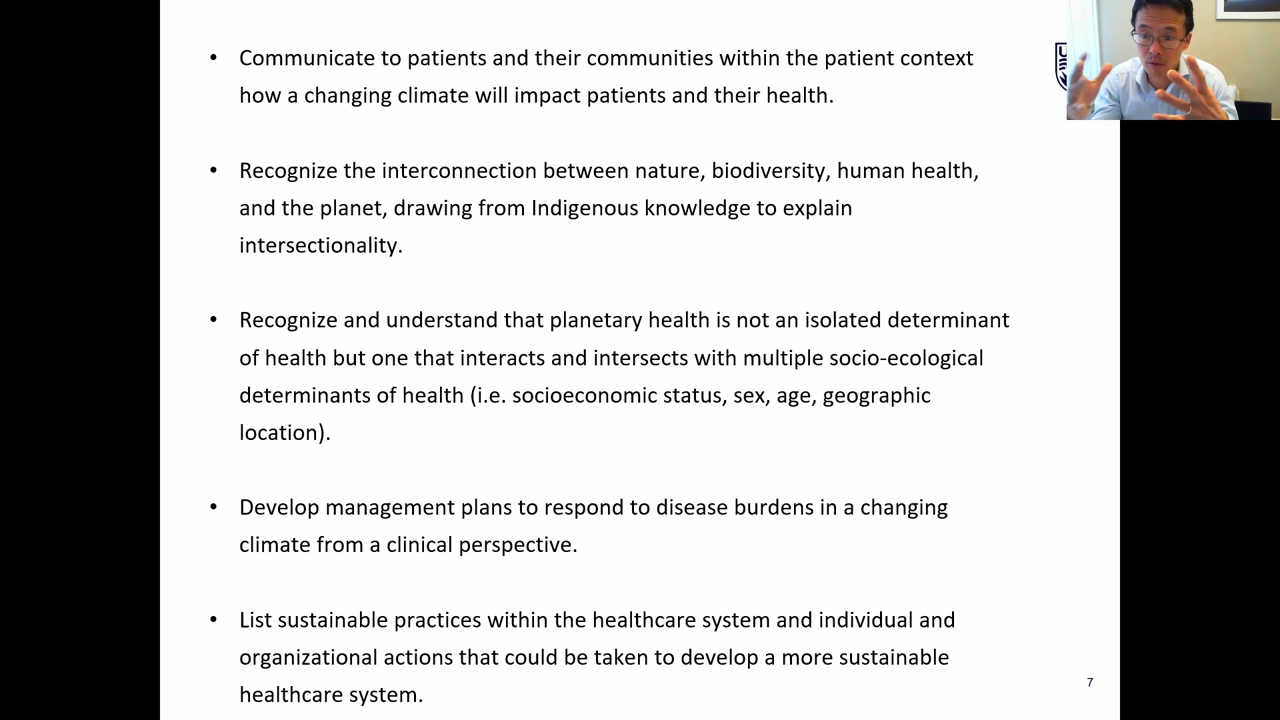 • Communicate to patients and their communities within the patient context
how a changing climate will impact patients and their health.
• Recognize the interconnection between nature, biodiversity, human health,
and the planet, drawing from Indigenous knowledge to explain
intersectionality.
• Recognize and understand that planetary health is not an isolated determinant
of health but one that interacts and intersects with multiple socio-ecological
determinants of health (i.e. socioeconomic status, sex, age, geographic
location).
• Develop management plans to respond to disease burdens in a changing
climate from a clinical perspective.
• List sustainable practices within the healthcare system and individual and
organizational actions that could be taken to develop a more sustainable
healthcare system.
7